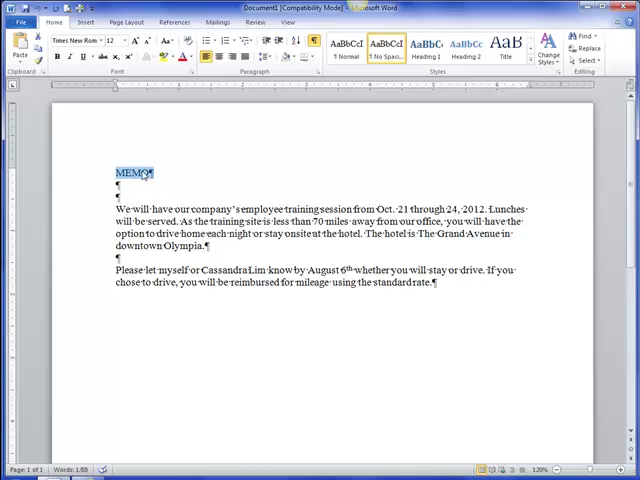 Document1 [Compatibility Mode] - Microsoft Word
File Home Insert Page Layout References Mailings Review View
Times New Rom 12 Aa
Paste
B I U abc x₂ x² A
AaBbCcI AaBbCcI AaBbC AaBbCc AaB
¶ Normal ¶ No Spaci... Heading 1 Heading 2 Title
Change Styles
Find
Replace
Select
Clipboard Font Paragraph Styles Editing
MEMO¶
¶
¶
We will have our company's employee training session from Oct. 21 through 24, 2012. Lunches
will be served. As the training site is less than 70 miles away from our office, you will have the
option to drive home each night or stay onsite at the hotel. The hotel is The Grand Avenue in
downtown Olympia.¶
¶
Please let myself or Cassandra Lim know by August 6th whether you will stay or drive. If you
chose to drive, you will be reimbursed for mileage using the standard rate.¶
Page: 1 of 1 Words: 1/88 120%